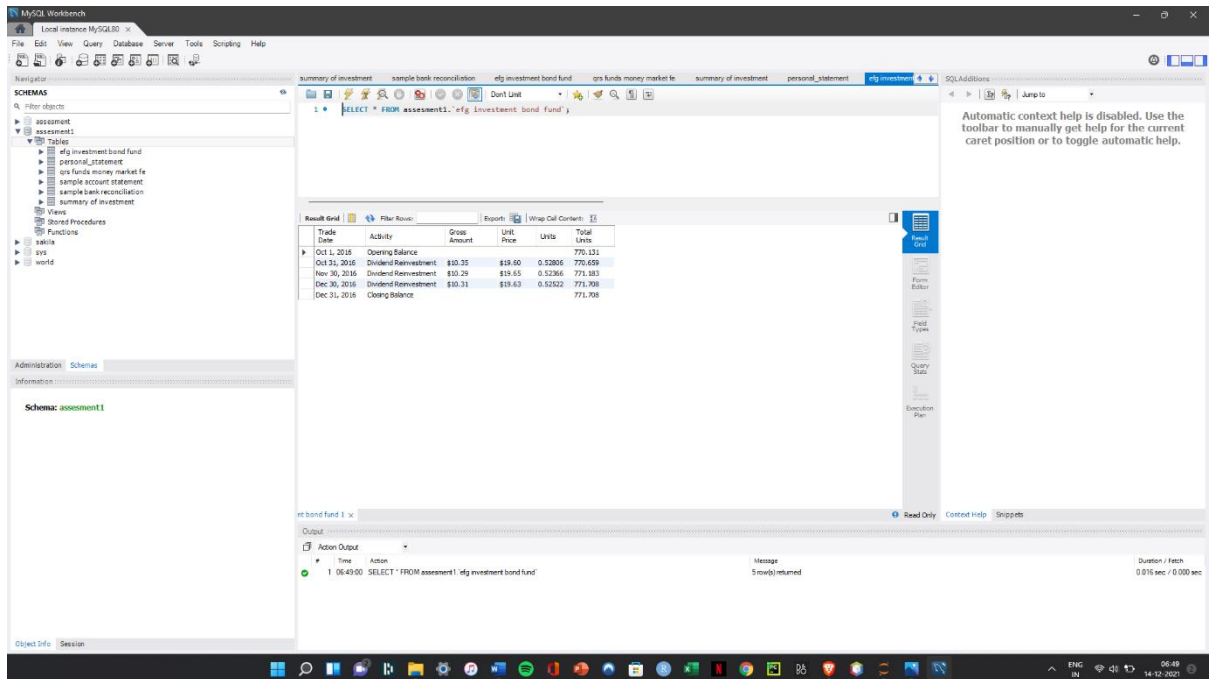 MySQL Workbench
Local instance MySQL80 ×
File Edit View Query Database Server Tools Scripting Help
Navigator
SCHEMAS
Filter objects
assesment
assesment1
Tables
efg investment bond fund
personal_statement
qrs funds money market fe
sample account statement
sample bank reconciliation
summary of investment
Views
Stored Procedures
Functions
sakila
sys
world
Administration Schemas
Information
Schema: assesment1
Object Info Session
summary of investment sample bank reconciliation efg investment bond fund qrs funds money market fe summary of investment personal_statement efg investment
Don't Limit
1 SELECT * FROM assesment1.`efg investment bond fund`;
Result Grid Filter Rows: Export: Wrap Cell Content:
Trade Date Activity Gross Amount Unit Price Units Total Units
Oct 1, 2016 Opening Balance 770.131
Oct 31, 2016 Dividend Reinvestment $10.35 $19.60 0.52806 770.659
Nov 30, 2016 Dividend Reinvestment $10.29 $19.65 0.52366 771.183
Dec 30, 2016 Dividend Reinvestment $10.31 $19.63 0.52522 771.708
Dec 31, 2016 Closing Balance 771.708
Result Grid
Form Editor
Field Types
Query Stats
Execution Plan
nt bond fund 1 × Read Only
Output
Action Output
# Time Action Message Duration / Fetch
1 06:49:00 SELECT * FROM assesment1.`efg investment bond fund` 5 row(s) returned 0.016 sec / 0.000 sec
SQLAdditions
Jump to
Automatic context help is disabled. Use the
toolbar to manually get help for the current
caret position or to toggle automatic help.
Context Help Snippets
ENG
IN
06:49
14-12-2021